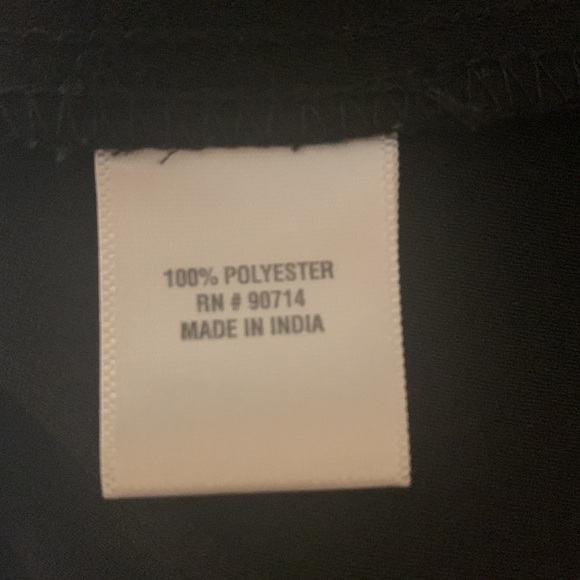 100% POLYESTER
RN # 90714
MADE IN INDIA